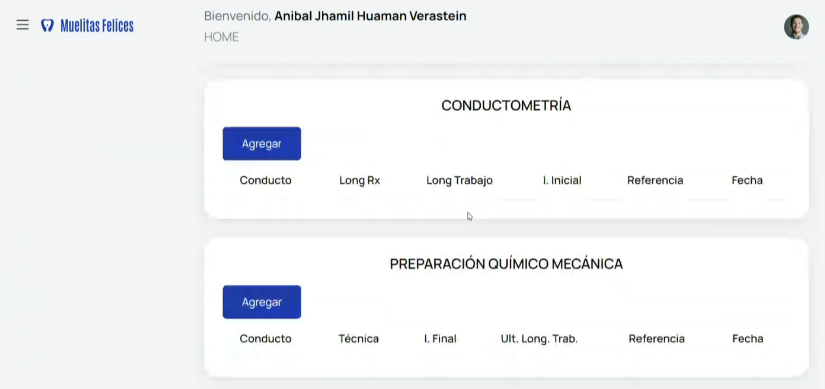 Bienvenido, Anibal Jhamil Huaman Verastein
Muelitas Felices
HOME
CONDUCTOMETRÍA
Agregar
Conducto Long Rx Long Trabajo I. Inicial Referencia Fecha
PREPARACIÓN QUÍMICO MECÁNICA
Agregar
Conducto Técnica I. Final Ult. Long. Trab. Referencia Fecha